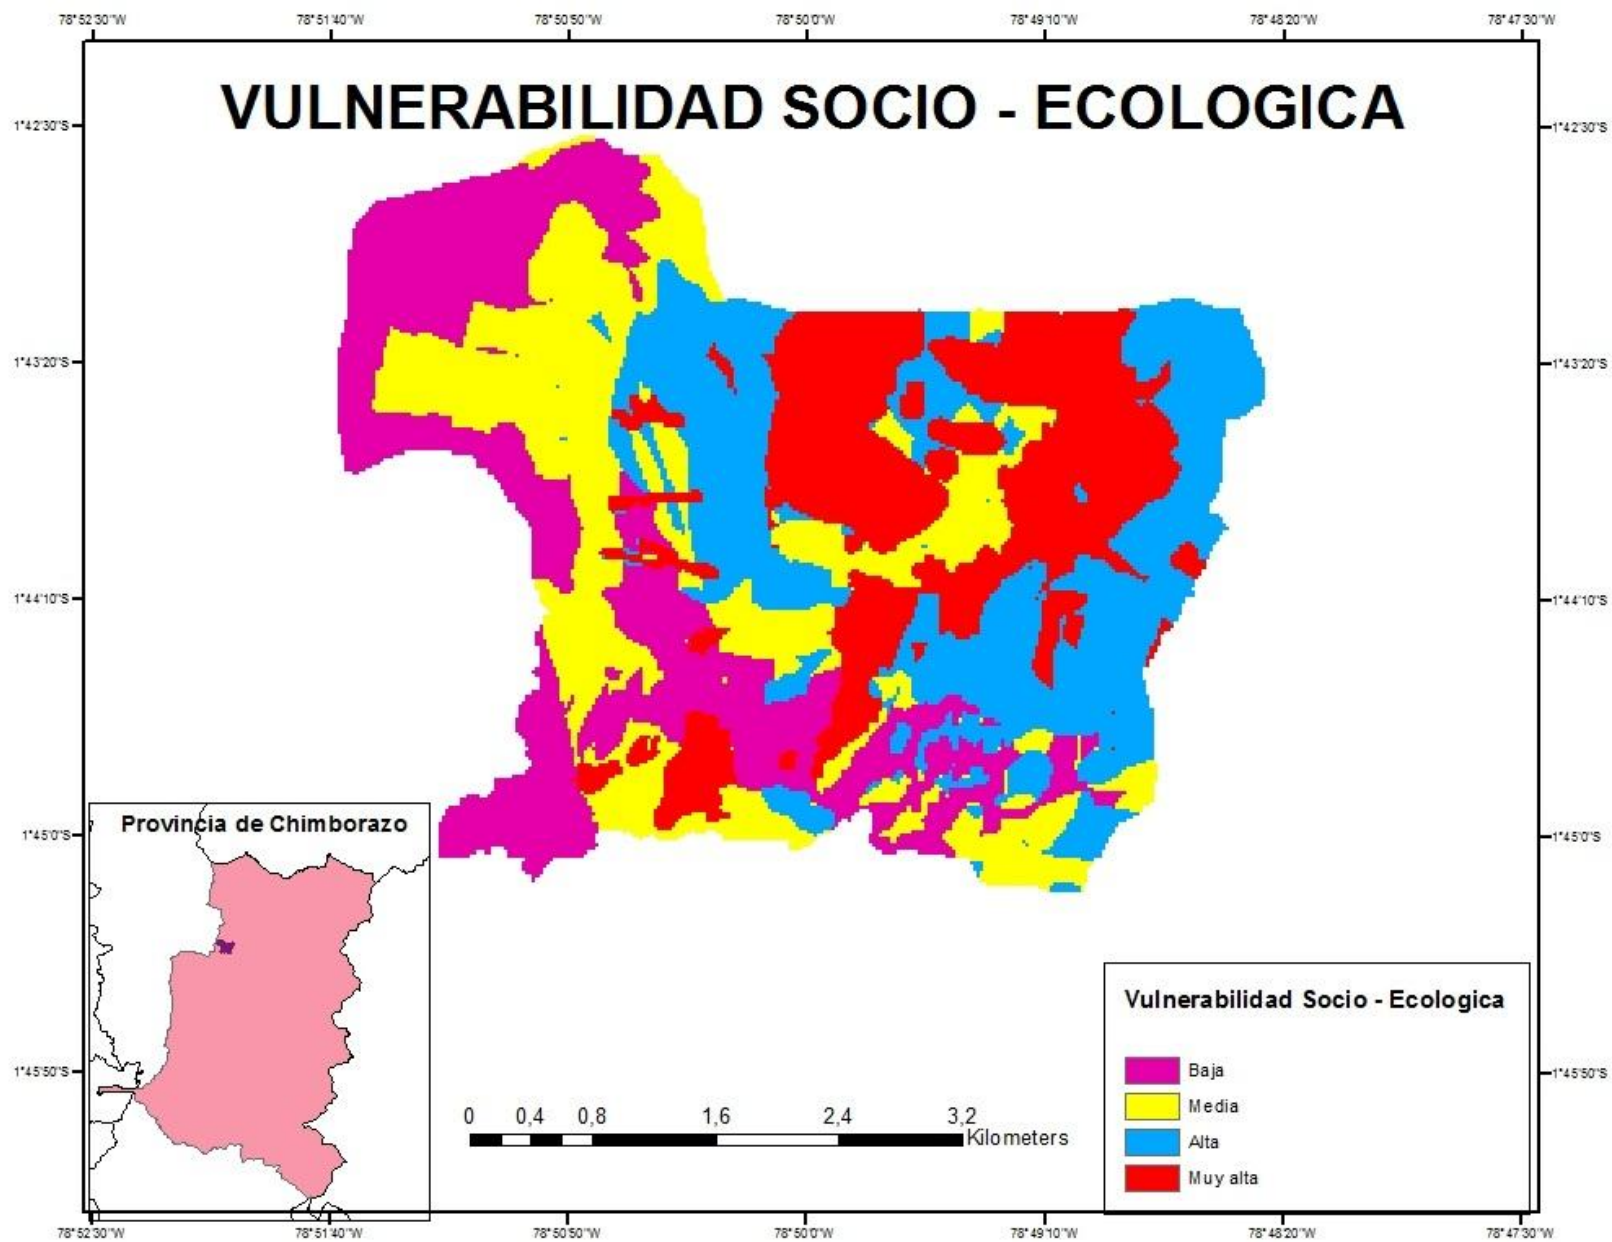 78°52'30"W 78°51'40"W 78°50'50"W 78°50'0"W 78°49'10"W 78°48'20"W 78°47'30"W
VULNERABILIDAD SOCIO - ECOLOGICA
1°42'30"S 1°42'30"S
1°43'20"S 1°43'20"S
1°44'10"S 1°44'10"S
Provincia de Chimborazo
1°45'0"S 1°45'0"S
Vulnerabilidad Socio - Ecologica
Baja
1°45'50"S 1°45'50"S
Media
0 0,4 0,8 1,6 2,4 3,2
Kilometers
Alta
Muy alta
78°52'30"W 78°51'40"W 78°50'50"W 78°50'0"W 78°49'10"W 78°48'20"W 78°47'30"W